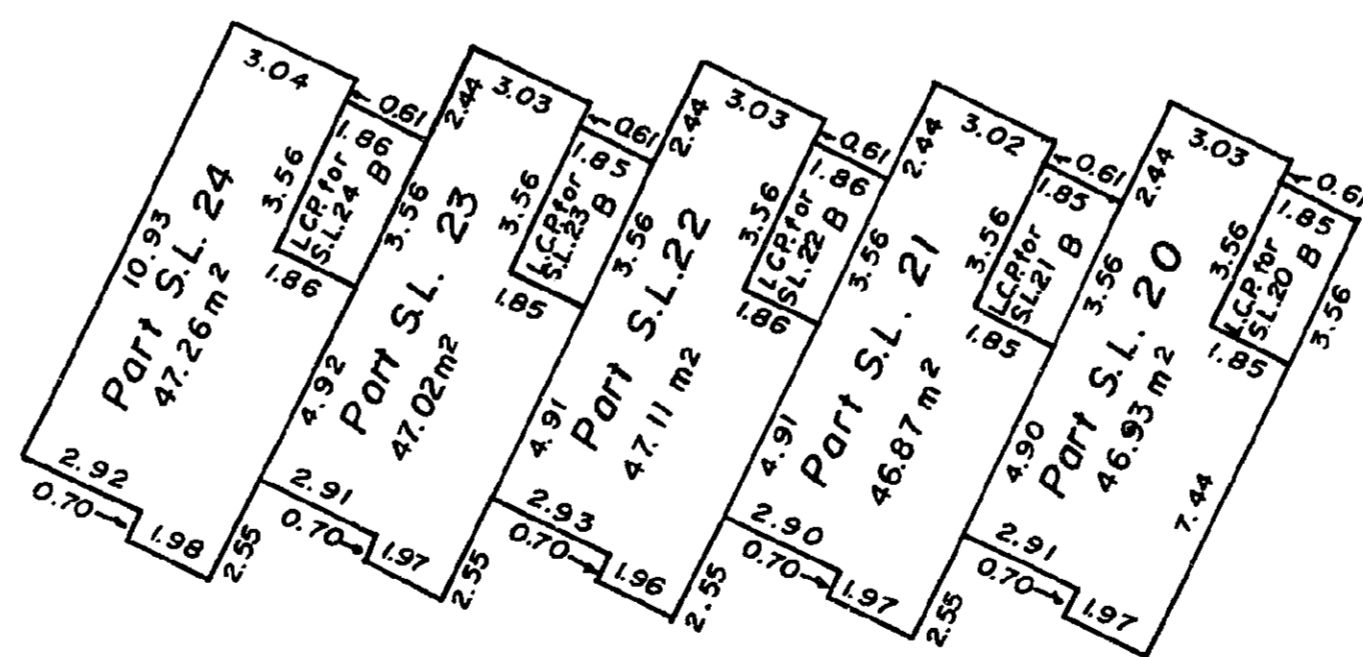 3.04
0.61
1.86
L.C.P. for
S.L. 24 B
3.56
10.93
Part S.L. 24
47.26 m2
1.86
2.92
0.70
1.98
2.55
2.44
3.03
0.61
1.85
L.C.P. for
S.L.23 B
3.56
3.56
Part S.L. 23
47.02 m2
1.85
4.92
2.91
0.70
1.97
2.55
2.44
3.03
0.61
1.86
L.C.P. for
S.L.22 B
3.56
3.56
Part S.L. 22
47.11 m2
1.86
4.91
2.93
0.70
1.96
2.55
2.44
3.02
0.61
1.85
L.C.P. for
S.L.21 B
3.56
3.56
Part S.L. 21
46.87 m2
1.85
4.91
2.90
0.70
1.97
2.55
2.44
3.03
0.61
1.85
L.C.P. for
S.L.20 B
3.56
3.56
3.56
Part S.L. 20
46.93 m2
1.85
4.90
7.44
2.91
0.70
1.97